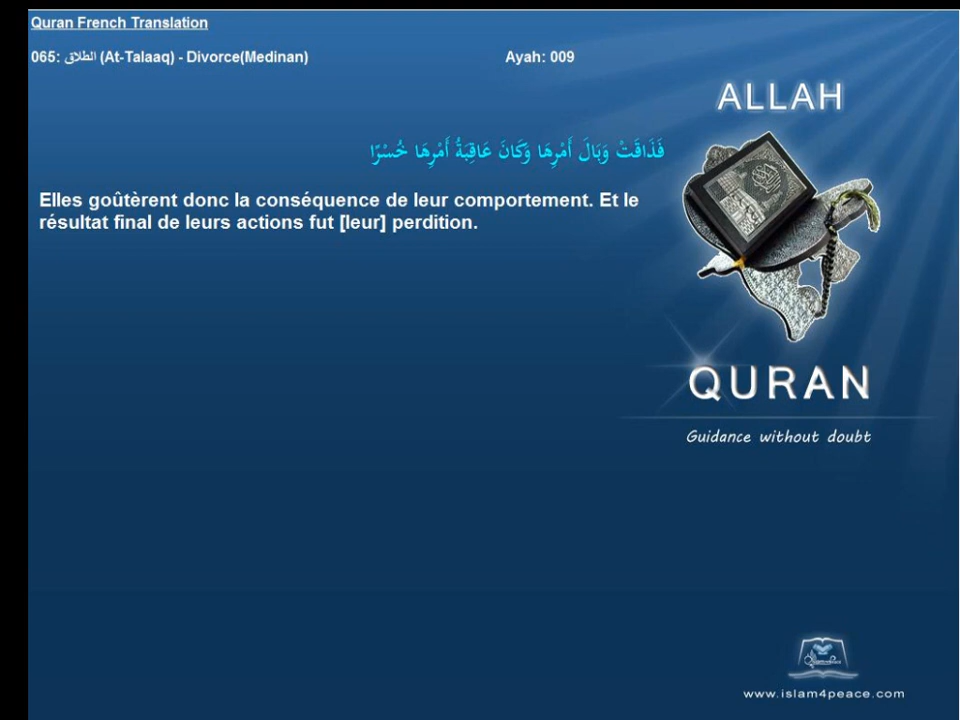 Quran French Translation
065: الطلاق (At-Talaaq) - Divorce(Medinan) Ayah: 009
ALLAH
فَذَاقَتْ وَبَالَ أَمْرِهَا وَكَانَ عَاقِبَةُ أَمْرِهَا خُسْرًا
Elles goûtèrent donc la conséquence de leur comportement. Et le
résultat final de leurs actions fut [leur] perdition.
QURAN
Guidance without doubt
www.islam4peace.com